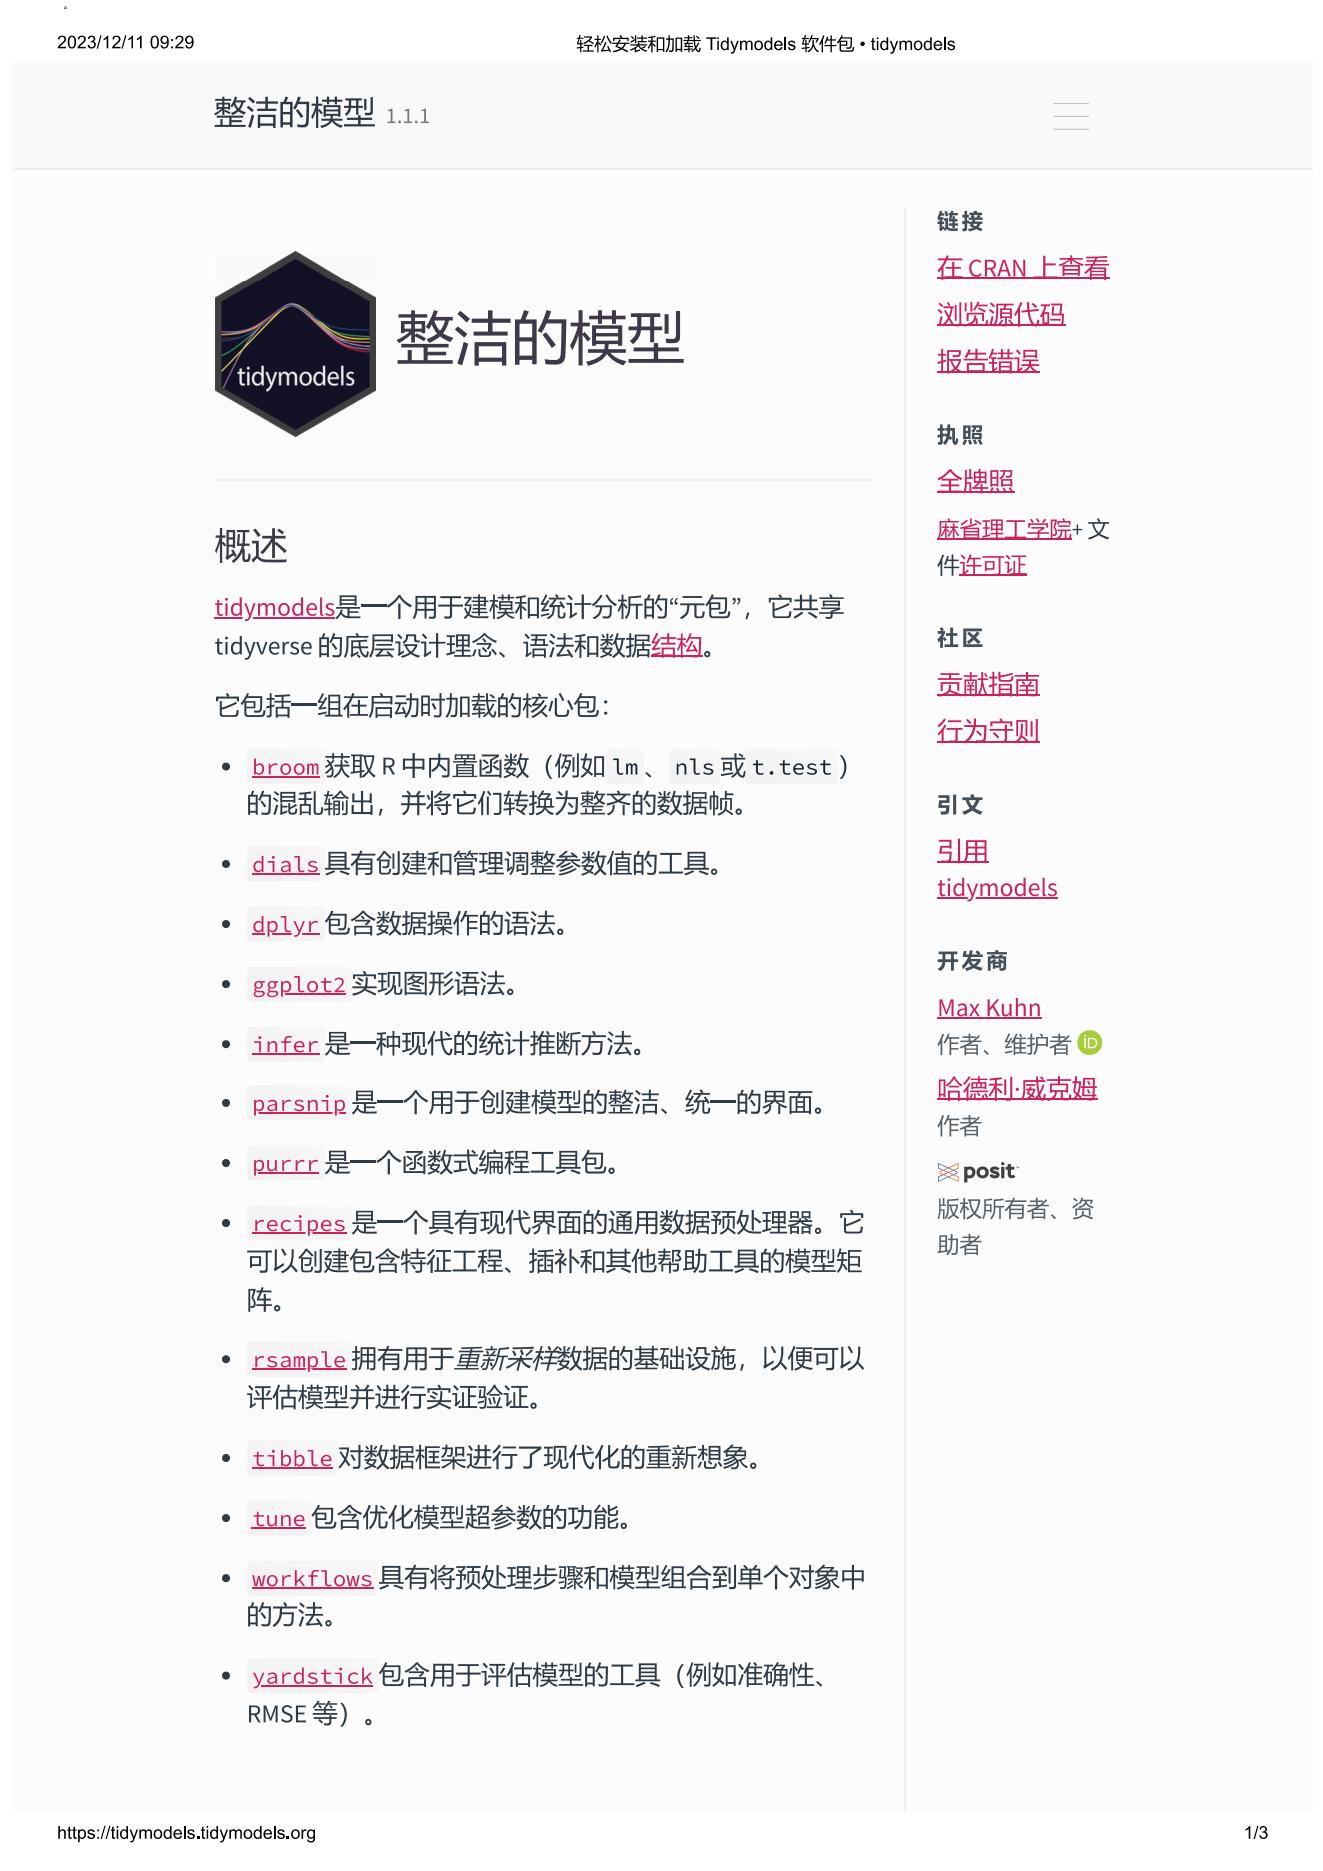 2023/12/11 09:29
轻松安装和加载 Tidymodels 软件包 • tidymodels
整洁的模型 1.1.1
tidymodels
整洁的模型
概述
tidymodels是一个用于建模和统计分析的“元包”，它共享
tidyverse 的底层设计理念、语法和数据结构。
它包括一组在启动时加载的核心包：
• broom 获取 R 中内置函数（例如 lm 、 nls 或 t.test ）
的混乱输出，并将它们转换为整齐的数据帧。
• dials 具有创建和管理调整参数值的工具。
• dplyr 包含数据操作的语法。
• ggplot2 实现图形语法。
• infer 是一种现代的统计推断方法。
• parsnip 是一个用于创建模型的整洁、统一的界面。
• purrr 是一个函数式编程工具包。
• recipes 是一个具有现代界面的通用数据预处理器。它
可以创建包含特征工程、插补和其他帮助工具的模型矩
阵。
• rsample 拥有用于重新采样数据的基础设施，以便可以
评估模型并进行实证验证。
• tibble 对数据框架进行了现代化的重新想象。
• tune 包含优化模型超参数的功能。
• workflows 具有将预处理步骤和模型组合到单个对象中
的方法。
• yardstick 包含用于评估模型的工具（例如准确性、
RMSE 等）。
链接
在 CRAN 上查看
浏览源代码
报告错误
执照
全牌照
麻省理工学院+ 文
件许可证
社区
贡献指南
行为守则
引文
引用
tidymodels
开发商
Max Kuhn
作者、维护者 iD
哈德利·威克姆
作者
posit
版权所有者、资
助者
https://tidymodels.tidymodels.org
1/3